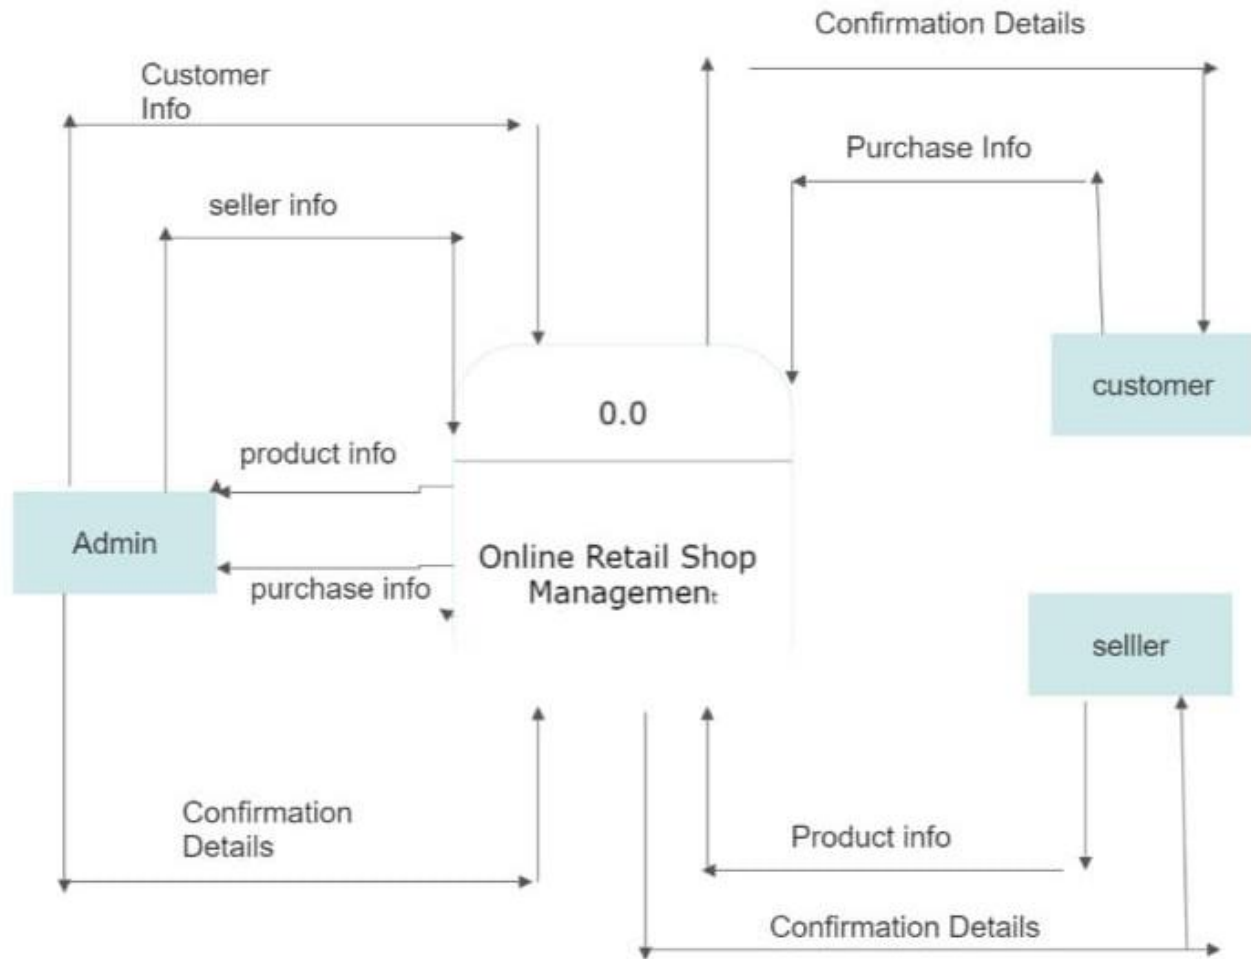 Confirmation Details
Customer
Info
Purchase Info
seller info
customer
0.0
product info
Admin
Online Retail Shop
Management
purchase info
selller
Confirmation
Details
Product info
Confirmation Details